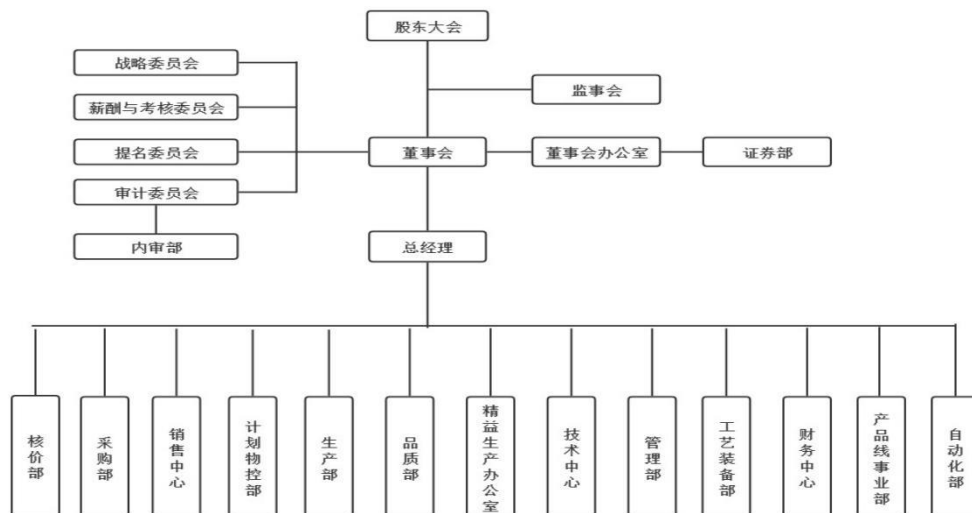 股东大会
战略委员会
监事会
薪酬与考核委员会
提名委员会
董事会
董事会办公室
证券部
审计委员会
内审部
总经理
核价部
采购部
销售中心
计划物控部
生产部
品质部
精益生产办公室
技术中心
管理部
工艺装备部
财务中心
产品线事业部
自动化部